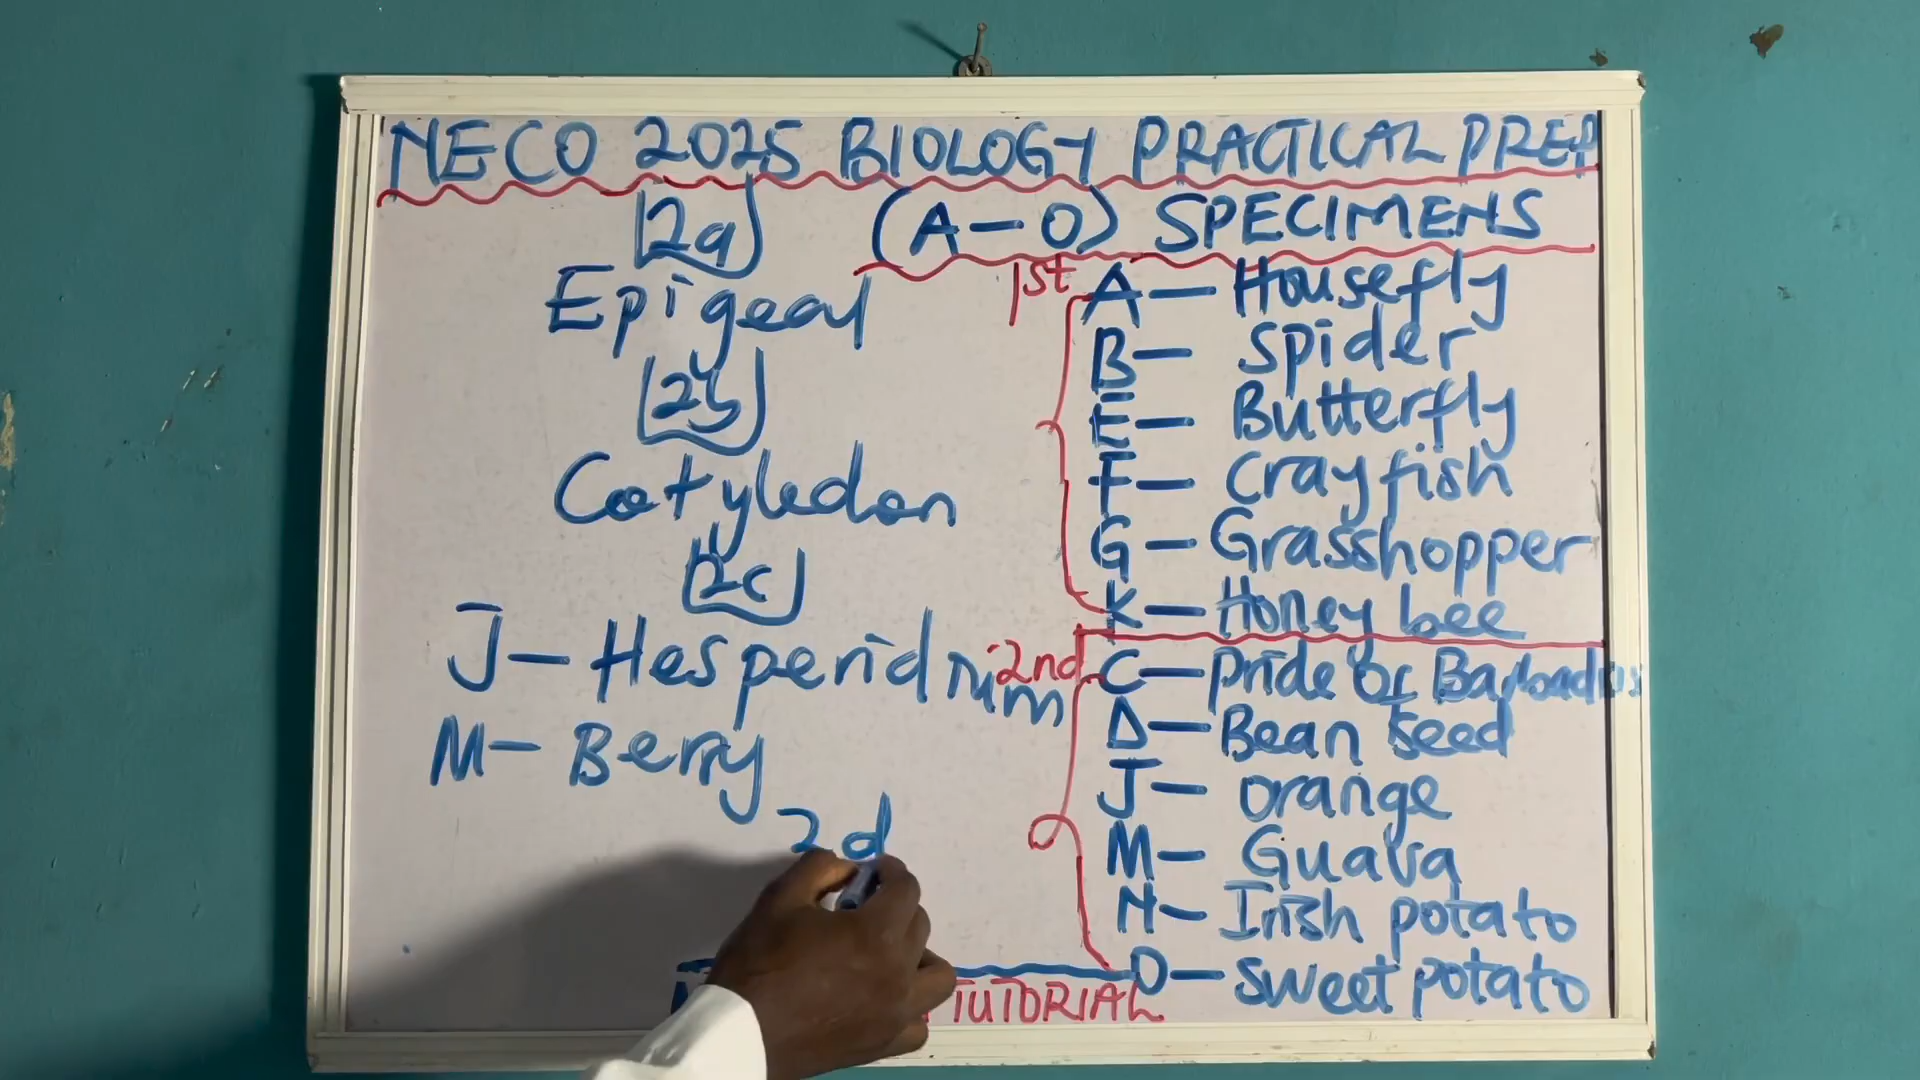 NECO 2025 BIOLOGY PRACTICAL PREP
(A-O) SPECIMENS
2a
Epigeal
2b
Cotyledon
2c
J-Hesperidium
M-Berry
2d
1st
A-Housefly
B-Spider
E-Butterfly
F-Crayfish
G-Grasshopper
K-Honey bee
2nd
C-Pride of Barbados
D-Bean seed
J-Orange
M-Guava
N-Irish potato
O-sweet potato
TUTORIAL